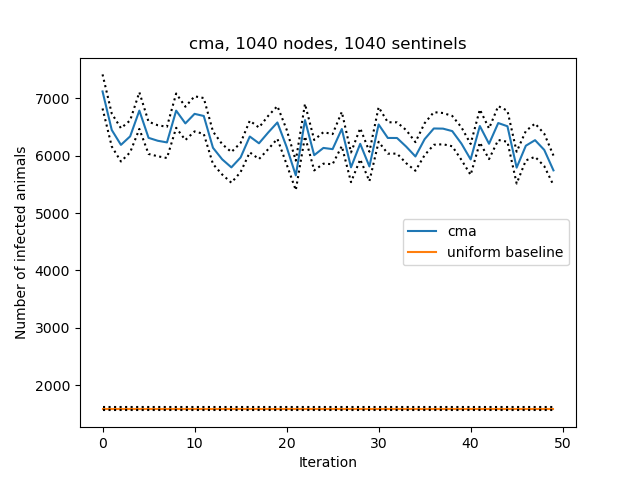 cma, 1040 nodes, 1040 sentinels
Number of infected animals
7000
6000
5000
4000
3000
2000
cma
uniform baseline
0
10
20
30
40
50
Iteration